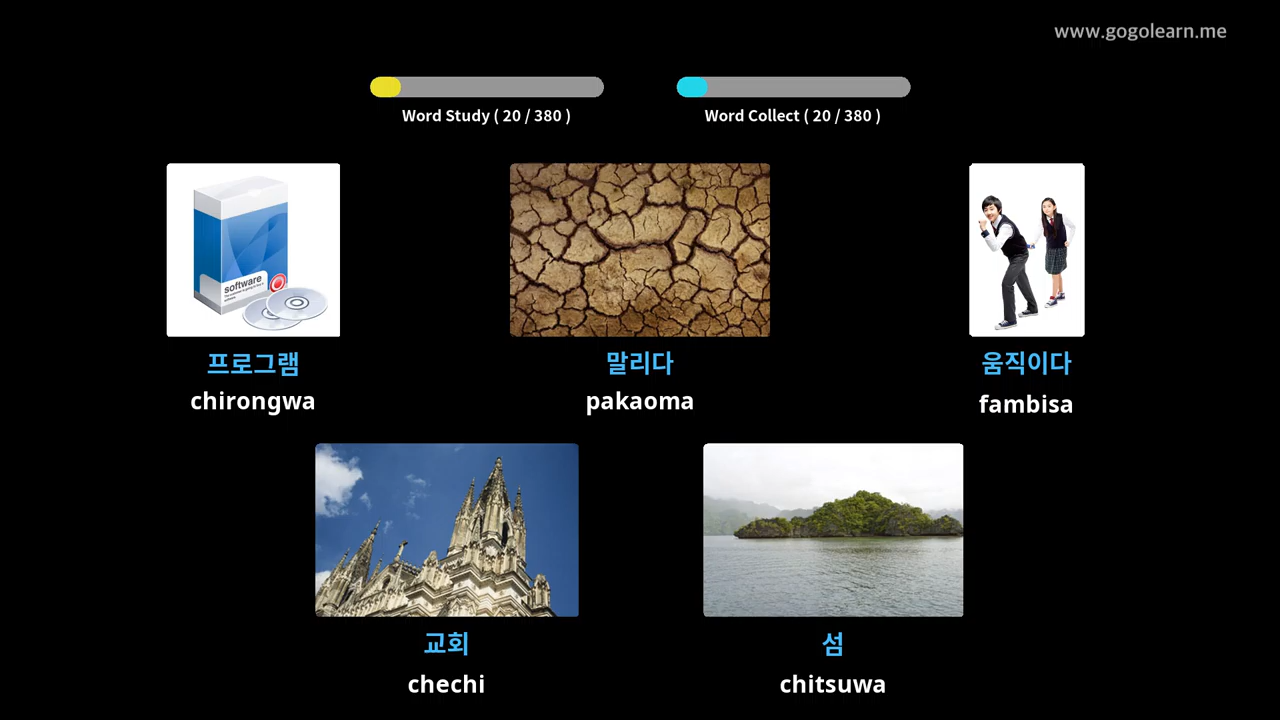 www.gogolearn.me
Word Study ( 20 / 380 )
Word Collect ( 20 / 380 )
software
프로그램
말리다
움직이다
chirongwa
pakaoma
fambisa
교회
섬
chechi
chitsuwa